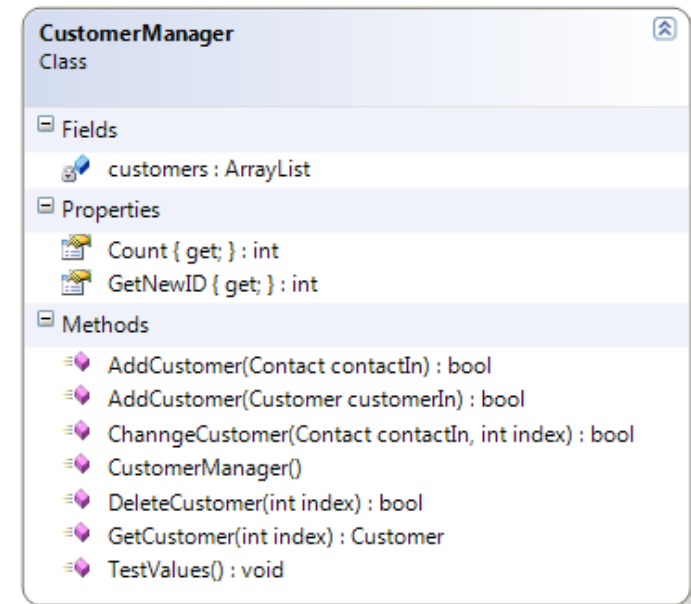 CustomerManager
Class
Fields
customers : ArrayList
Properties
Count { get; } : int
GetNewID { get; } : int
Methods
AddCustomer(Contact contactIn) : bool
AddCustomer(Customer customerIn) : bool
ChanngeCustomer(Contact contactIn, int index) : bool
CustomerManager()
DeleteCustomer(int index) : bool
GetCustomer(int index) : Customer
TestValues() : void